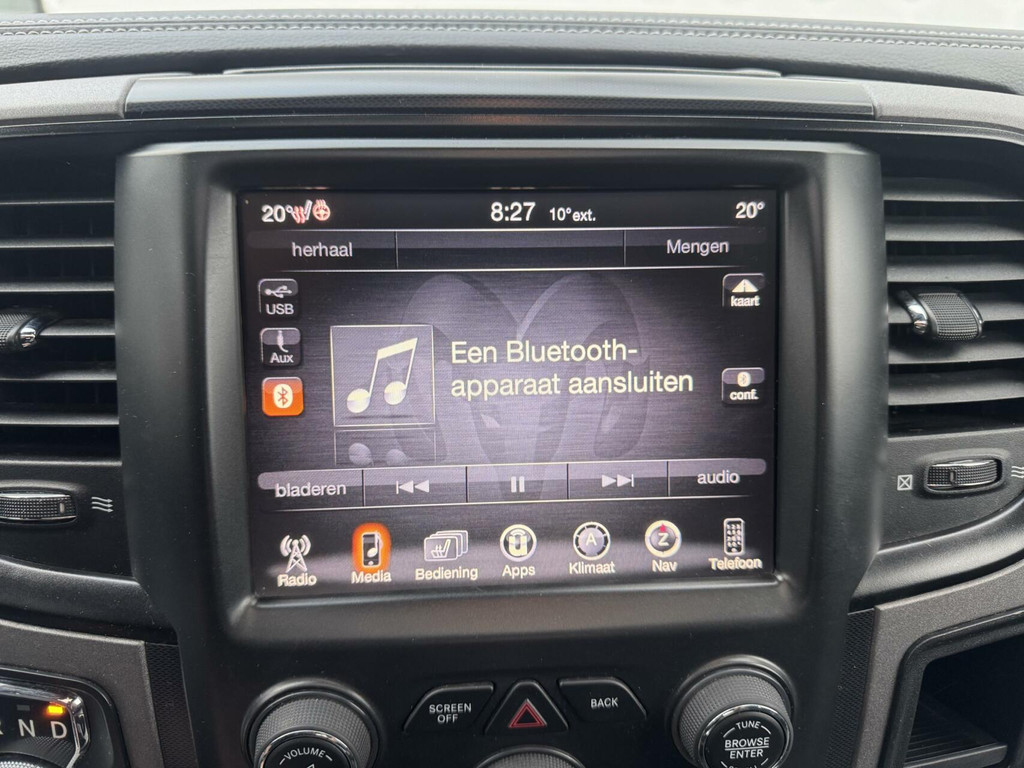 20° 8:27 10°ext. 20°
herhaal Mengen
USB kaart
Aux
Een Bluetooth-
apparaat aansluiten
conf.
bladeren audio
Radio Media Bediening Apps A Klimaat Z Nav Telefoon
SCREEN
OFF
BACK
N D
VOLUME
TUNE
BROWSE
ENTER